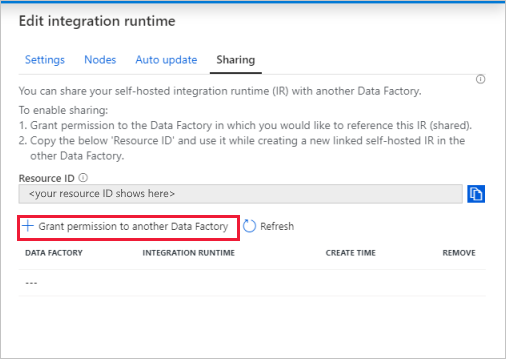 Edit integration runtime
Settings Nodes Auto update Sharing
You can share your self-hosted integration runtime (IR) with another Data Factory.
To enable sharing:
1. Grant permission to the Data Factory in which you would like to reference this IR (shared).
2. Copy the below 'Resource ID' and use it while creating a new linked self-hosted IR in the
other Data Factory.
Resource ID
<your resource ID shows here>
Grant permission to another Data Factory Refresh
DATA FACTORY INTEGRATION RUNTIME CREATE TIME REMOVE
---